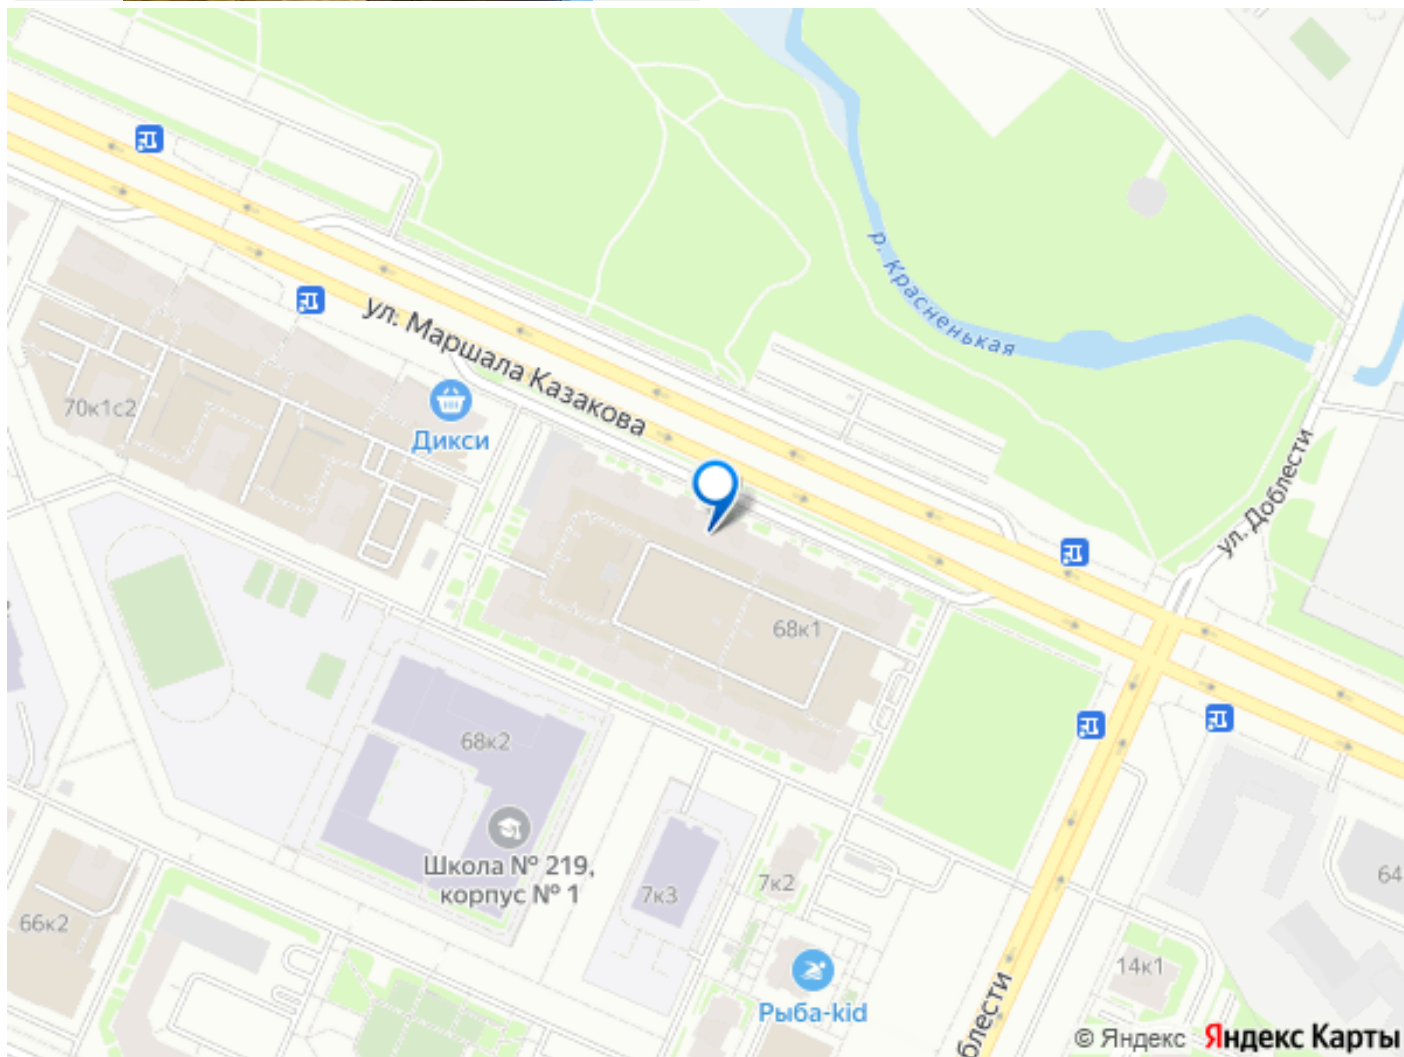 р. Красненькая
ул. Маршала Казакова
70к1с2
Дикси
ул. Доблести
68к1
68к2
Школа № 219,
корпус № 1
7к3
7к2
64
66к2
14к1
Рыба-kid
блести
© Яндекс Яндекс Карты